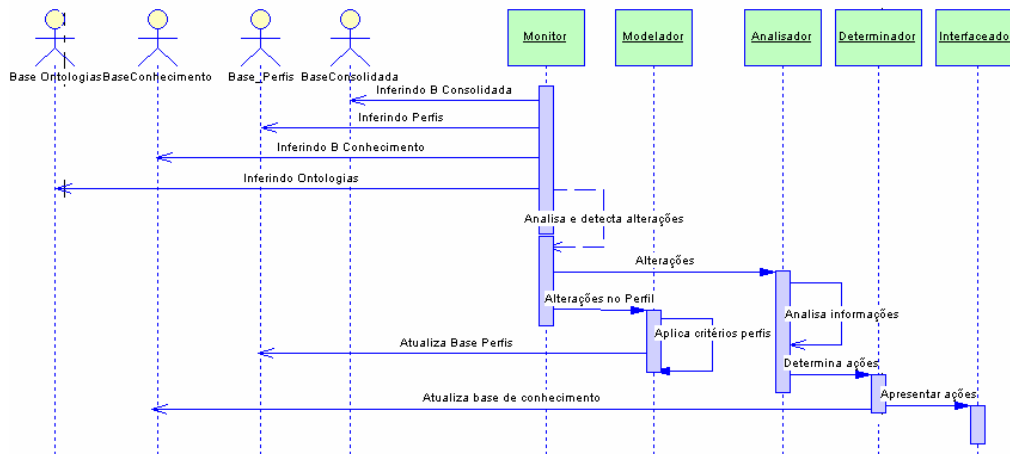 Monitor
Modelador
Analisador
Determinador
Interfaceador
Base Ontologias
BaseConhecimento
Base_Perfis
BaseConsolidada
Inferindo B Consolidada
Inferindo Perfis
Inferindo B Conhecimento
Inferindo Ontologias
Analisa e detecta alterações
Alterações
Alterações no Perfil
Analisa informações
Aplica critérios perfis
Atualiza Base Perfis
Determina ações
Apresentar ações
Atualiza base de conhecimento